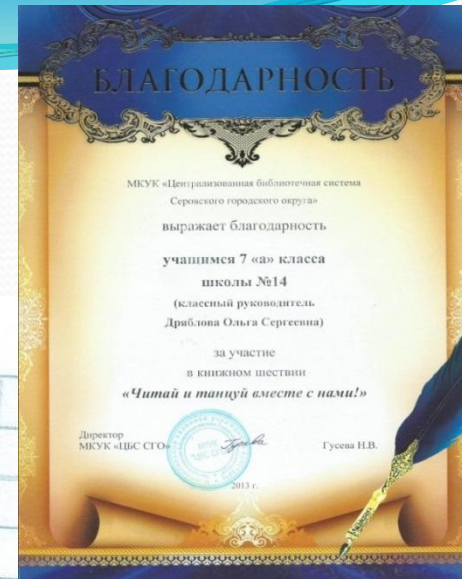 БЛАГОДАРНОСТЬ
МКУК «Централизованная библиотечная система
Серовского городского округа»
выражает благодарность
учащимся 7 «а» класса
школы №14
(классный руководитель
Дряблова Ольга Сергеевна)
за участие
в книжном шествии
«Читай и танцуй вместе с нами!»
Директор
МКУК «ЦБС СГО»
Гусева Н.В.
2013 г.